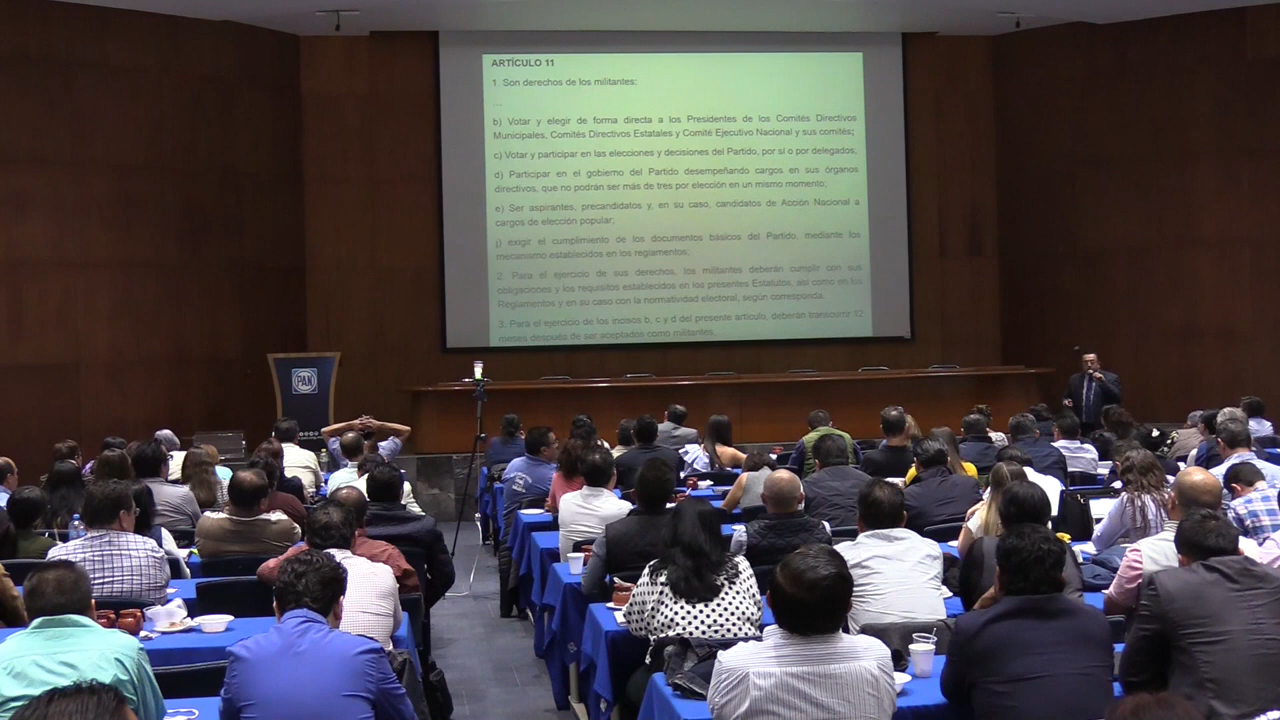 ARTÍCULO 11
1. Son derechos de los militantes:
...
b) Votar y elegir de forma directa a los Presidentes de los Comités Directivos
Municipales, Comités Directivos Estatales y Comité Ejecutivo Nacional y sus comités;
c) Votar y participar en las elecciones y decisiones del Partido, por sí o por delegados;
d) Participar en el gobierno del Partido desempeñando cargos en sus órganos
directivos, que no podrán ser más de tres por elección en un mismo momento;
e) Ser aspirantes, precandidatos y, en su caso, candidatos de Acción Nacional a
cargos de elección popular;
j) exigir el cumplimiento de los documentos básicos del Partido, mediante los
mecanismo establecidos en los reglamentos;
2. Para el ejercicio de sus derechos, los militantes deberán cumplir con sus
obligaciones y los requisitos establecidos en los presentes Estatutos, así como en los
Reglamentos y en su caso con la normatividad electoral, según corresponda.
3. Para el ejercicio de los incisos b, c y d del presente artículo, deberán transcurrir 12
meses después de ser aceptados como militantes.
PAN